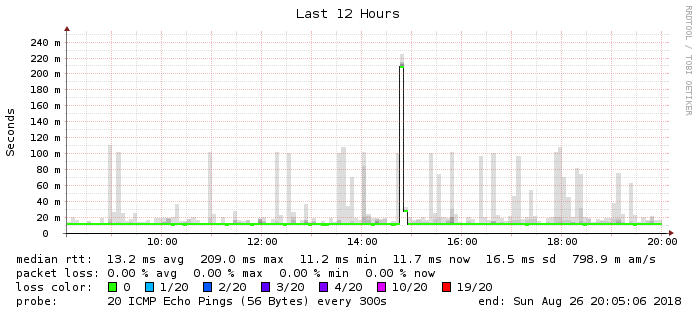 Last 12 Hours
RRDTOOL / TOBI OETIKER
Seconds
240 m
220 m
200 m
180 m
160 m
140 m
120 m
100 m
80 m
60 m
40 m
20 m
0
10:00 12:00 14:00 16:00 18:00 20:00
median rtt: 13.2 ms avg 209.0 ms max 11.2 ms min 11.7 ms now 16.5 ms sd 798.9 m am/s
packet loss: 0.00 % avg 0.00 % max 0.00 % min 0.00 % now
loss color: 0 1/20 2/20 3/20 4/20 10/20 19/20
probe: 20 ICMP Echo Pings (56 Bytes) every 300s end: Sun Aug 26 20:05:06 2018